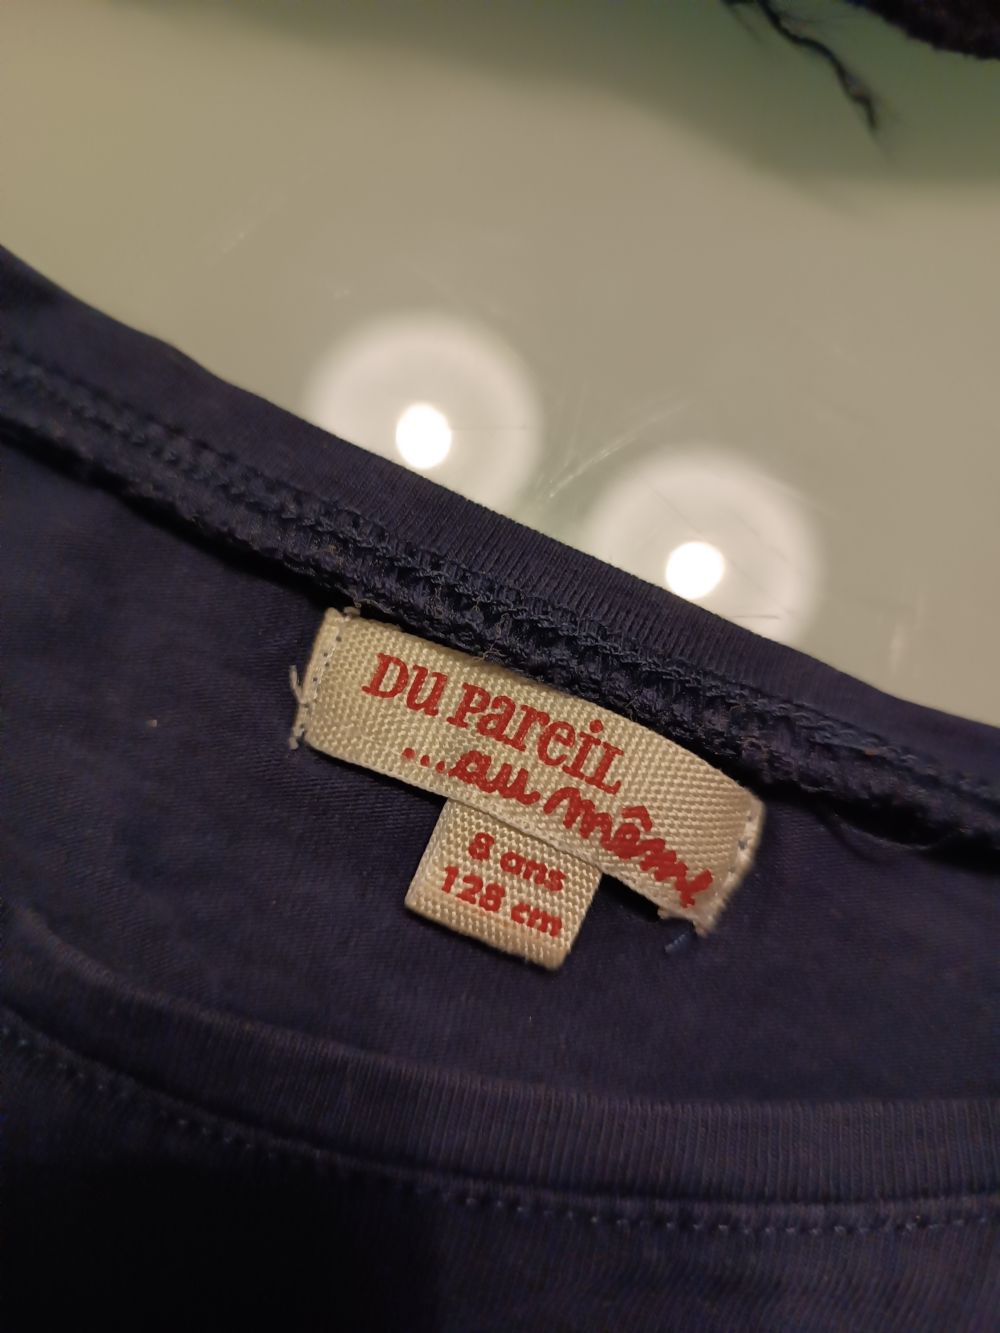 DU PareiL
...au même
8 ans
128 cm